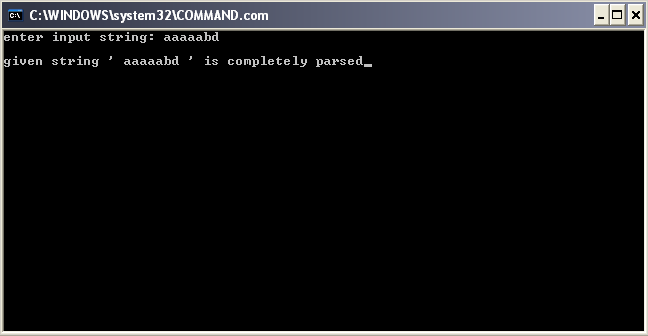 C:\WINDOWS\system32\COMMAND.com
enter input string: aaaaabd
given string ' aaaaabd ' is completely parsed_